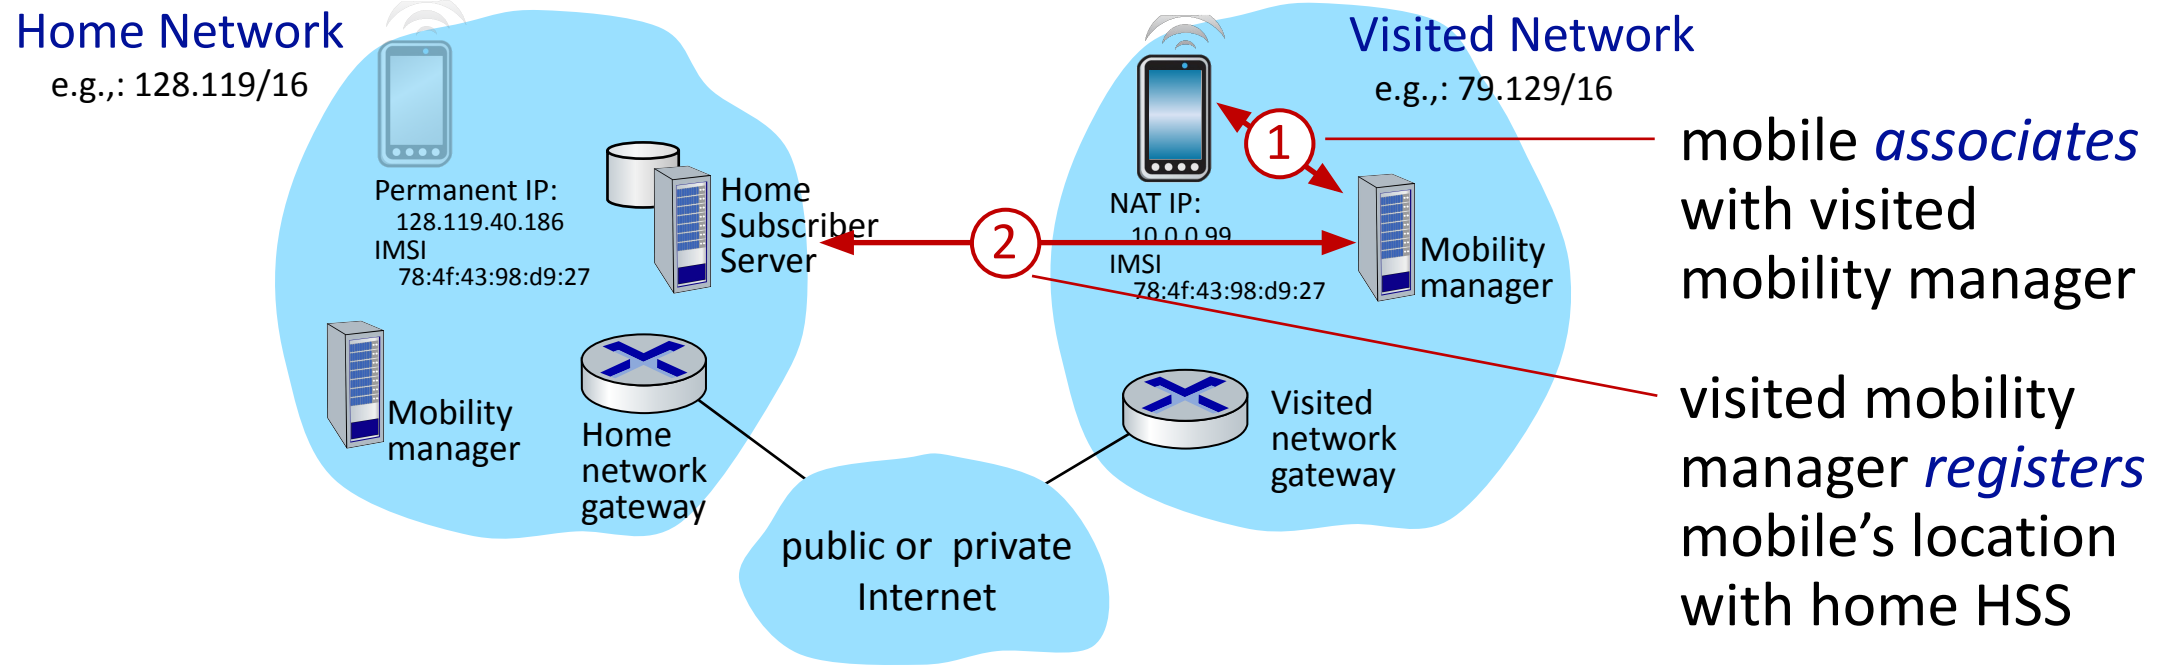 Home Network
e.g.,: 128.119/16
Permanent IP:
128.119.40.186
IMSI
78:4f:43:98:d9:27
Home
Subscriber
Server
Mobility
manager
Home
network
gateway
public or private
Internet
Visited Network
e.g.,: 79.129/16
NAT IP:
10.0.0.99
IMSI
78:4f:43:98:d9:27
Mobility
manager
Visited
network
gateway
1
2
mobile associates
with visited
mobility manager
visited mobility
manager registers
mobile’s location
with home HSS